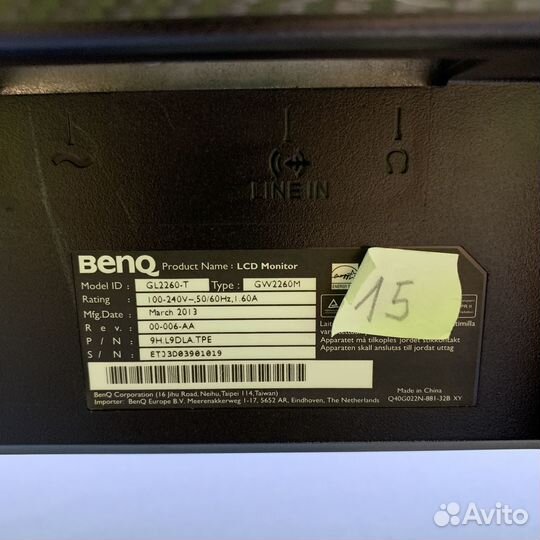 LINE IN
BenQ Product Name : LCD Monitor
Model ID : GL2260-T Type : GW2260M
Rating : 100-240V~,50/60Hz,1.60A
Mfg.Date : March 2013
Rev. : 00-006-AA
P / N : 9H.L9DLA.TPE
S / N : ET33D03901019
15
Apparatet må tilkoples jordet stikkontakt
Apparaten skall anslutas till jordat uttag
BenQ Corporation (16 Jihu Road, Neihu, Taipei 114, Taiwan)
Importer: BenQ Europe B.V. Meerenakkerweg 1-17, 5652 AR, Eindhoven, The Netherlands
Made in China
Q40G022N-881-32B XY
Avito